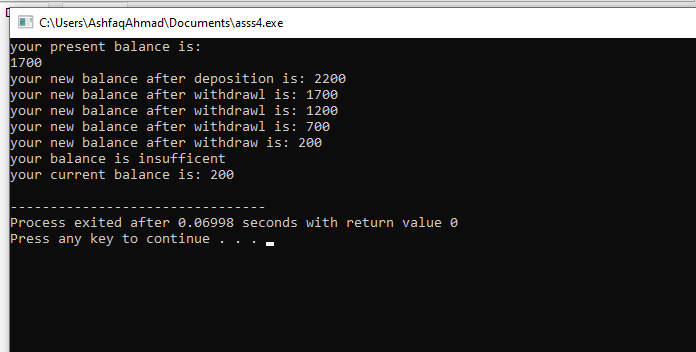 C:\Users\AshfaqAhmad\Documents\asss4.exe
your present balance is:
1700
your new balance after deposition is: 2200
your new balance after withdrawl is: 1700
your new balance after withdrawl is: 1200
your new balance after withdrawl is: 700
your new balance after withdraw is: 200
your balance is insufficent
your current balance is: 200
--------------------------------
Process exited after 0.06998 seconds with return value 0
Press any key to continue . . .